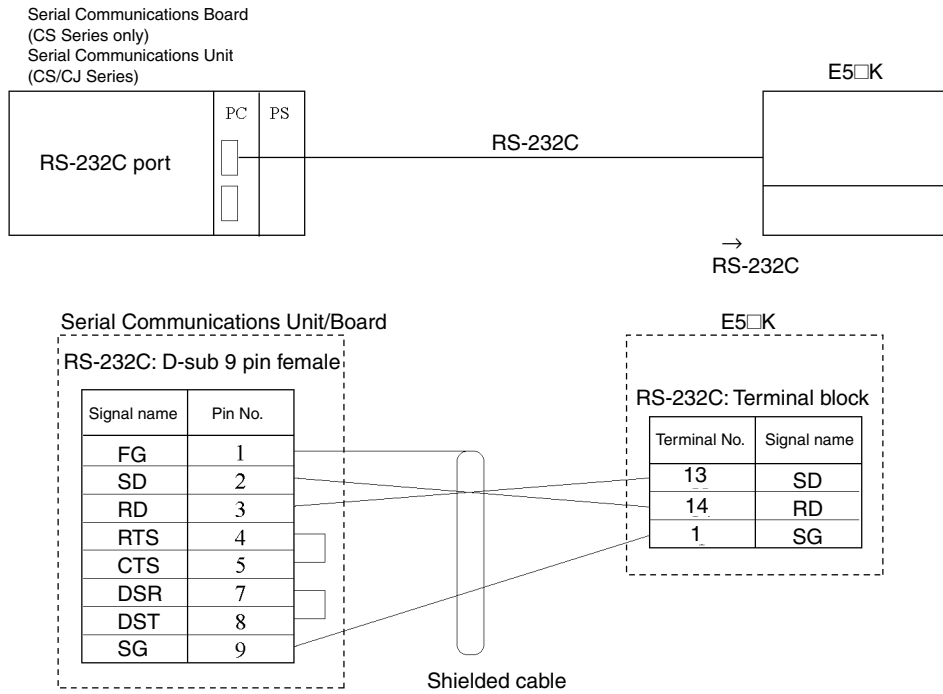 Serial Communications Board
(CS Series only)
Serial Communications Unit
(CS/CJ Series)
E5□K
PC PS
RS-232C port
RS-232C
→
RS-232C
Serial Communications Unit/Board
E5□K
RS-232C: D-sub 9 pin female
RS-232C: Terminal block
Signal name Pin No.
FG 1
SD 2
RD 3
RTS 4
CTS 5
DSR 7
DST 8
SG 9
Terminal No. Signal name
13 SD
14 RD
1 SG
Shielded cable